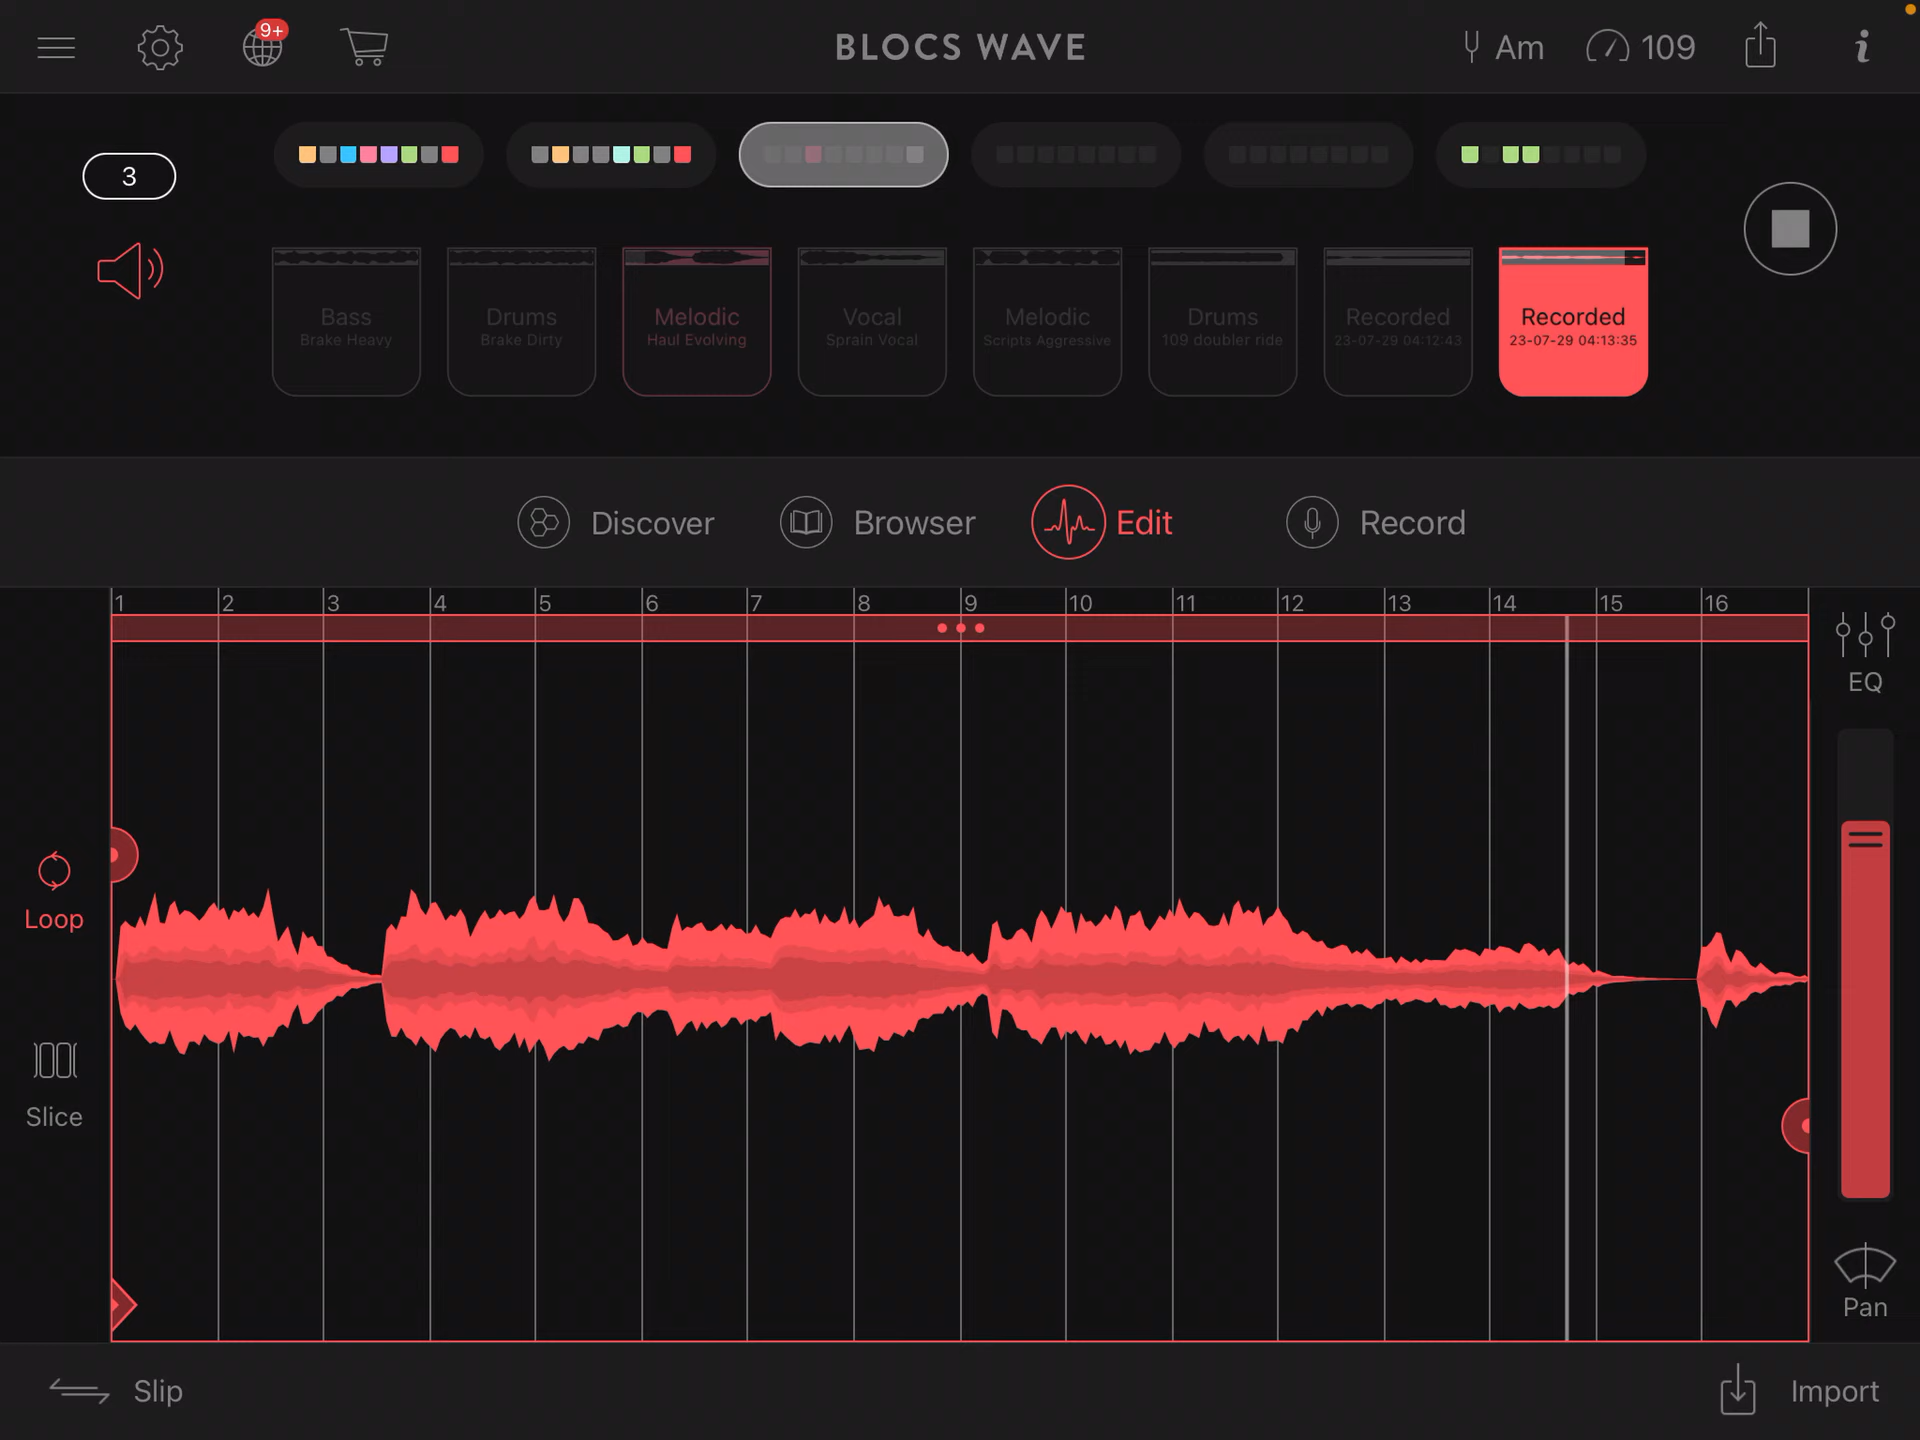 9+
BLOCS WAVE
Am
109
i
3
Bass
Brake Heavy
Drums
Brake Dirty
Melodic
Haul Evolving
Vocal
Sprain Vocal
Melodic
Scripts Aggressive
Drums
109 doubler ride
Recorded
23-07-29 04:12:43
Recorded
23-07-29 04:13:35
Discover
Browser
Edit
Record
1 2 3 4 5 6 7 8 9 10 11 12 13 14 15 16
EQ
Loop
Slice
Pan
Slip
Import